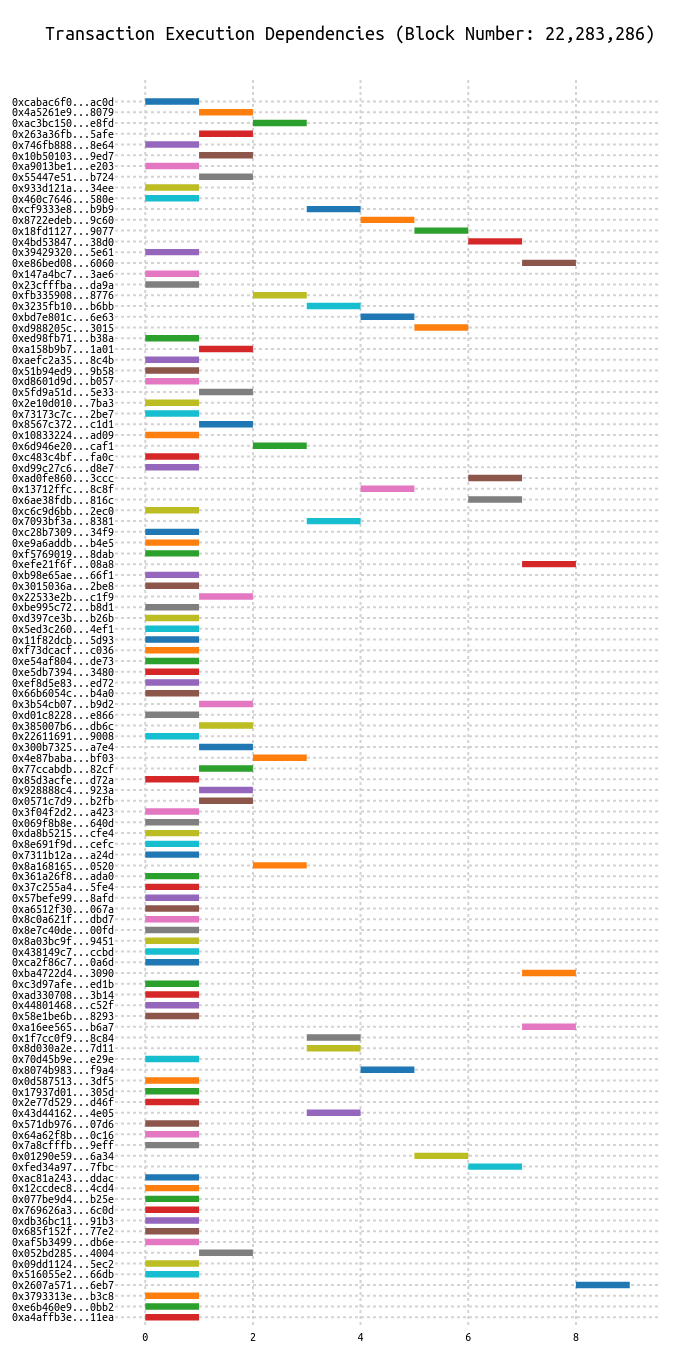 Transaction Execution Dependencies (Block Number: 22,283,286)
0xcabac6f0...ac0d
0x4a5261e9...8079
0xac3bc150...e8fd
0x263a36fb...5afe
0x746fb888...8e64
0x10b50103...9ed7
0xa9013be1...e203
0x55447e51...b724
0x933d121a...34ee
0x460c7646...580e
0xcf9333e8...b9b9
0x8722edeb...9c60
0x18fd1127...9077
0x4bd53847...38d0
0x39429320...5e61
0xe86bed08...6060
0x147a4bc7...3ae6
0x23cfffba...da9a
0xfb335908...8776
0x3235fb10...b6bb
0xbd7e801c...6e63
0xd988205c...3015
0xed98fb71...b38a
0xa158b9b7...1a01
0xaefc2a35...8c4b
0x51b94ed9...9b58
0xd8601d9d...b057
0x5fd9a51d...5e33
0x2e10d010...7ba3
0x73173c7c...2be7
0x8567c372...c1d1
0x10833224...ad09
0x6d946e20...caf1
0xc483c4bf...fa0c
0xd99c27c6...d8e7
0xad0fe860...3ccc
0x13712ffc...8c8f
0x6ae38fdb...816c
0xc6c9d6bb...2ec0
0x7093bf3a...8381
0xc28b7309...34f9
0xe9a6addb...b4e5
0xf5769019...8dab
0xefe21f6f...08a8
0xb98e65ae...66f1
0x3015036a...2be8
0x22533e2b...c1f9
0xbe995c72...b8d1
0xd397ce3b...b26b
0x5ed3c260...4ef1
0x11f82dcb...5d93
0xf73dcacf...c036
0xe54af804...de73
0xe5db7394...3480
0xef8d5e83...ed72
0x66b6054c...b4a0
0x3b54cb07...b9d2
0xd01c8228...e866
0x385007b6...db6c
0x22611691...9008
0x300b7325...a7e4
0x4e87baba...bf03
0x77ccabdb...82cf
0x85d3acfe...d72a
0x928888c4...923a
0x0571c7d9...b2fb
0x3f04f2d2...a423
0x069f8b8e...640d
0xda8b5215...cfe4
0x8e691f9d...cefc
0x7311b12a...a24d
0x8a168165...0520
0x361a26f8...ada0
0x37c255a4...5fe4
0x57befe99...8afd
0xa6512f30...067a
0x8c0a621f...dbd7
0x8e7c40de...00fd
0x8a03bc9f...9451
0x438149c7...ccbd
0xca2f86c7...0a6d
0xba4722d4...3090
0xc3d97afe...ed1b
0xad330708...3b14
0x44801468...c52f
0x58e1be6b...8293
0xa16ee565...b6a7
0x1f7cc0f9...8c84
0x8d030a2e...7d11
0x70d45b9e...e29e
0x8074b983...f9a4
0x0d587513...3df5
0x17937d01...305d
0x2e77d529...d46f
0x43d44162...4e05
0x571db976...07d6
0x64a62f8b...0c16
0x7a8cfffb...9eff
0x01290e59...6a34
0xfed34a97...7fbc
0xac81a243...ddac
0x12ccdec8...4cd4
0x077be9d4...b25e
0x769626a3...6c0d
0xdb36bc11...91b3
0x685f152f...77e2
0xaf5b3499...db6e
0x052bd285...4004
0x09dd1124...5ec2
0x516055e2...66db
0x2607a571...6eb7
0x3793313e...b3c8
0xe6b460e9...0bb2
0xa4affb3e...11ea
0 2 4 6 8